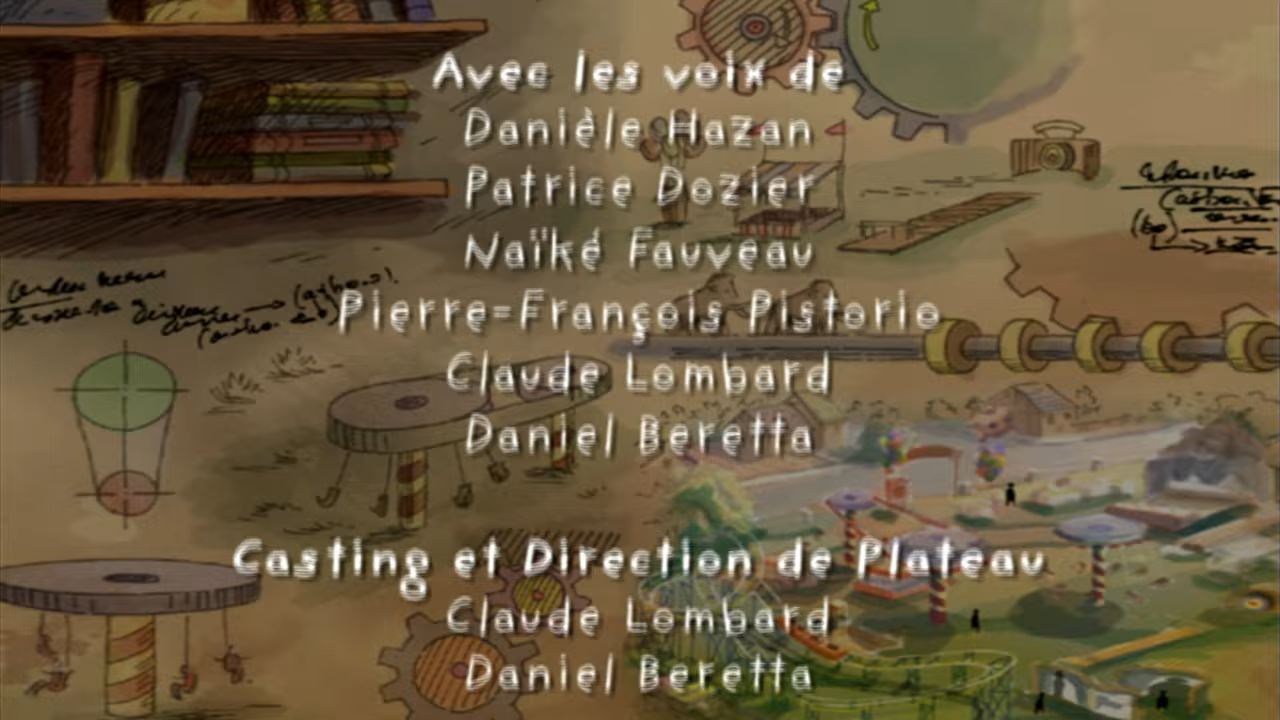 Avec les voix de
Danièle Hazan
Patrice Dozier
Naïké Fauveau
Pierre-François Pistorio
Claude Lombard
Daniel Beretta
Casting et Direction de Plateau
Claude Lombard
Daniel Beretta